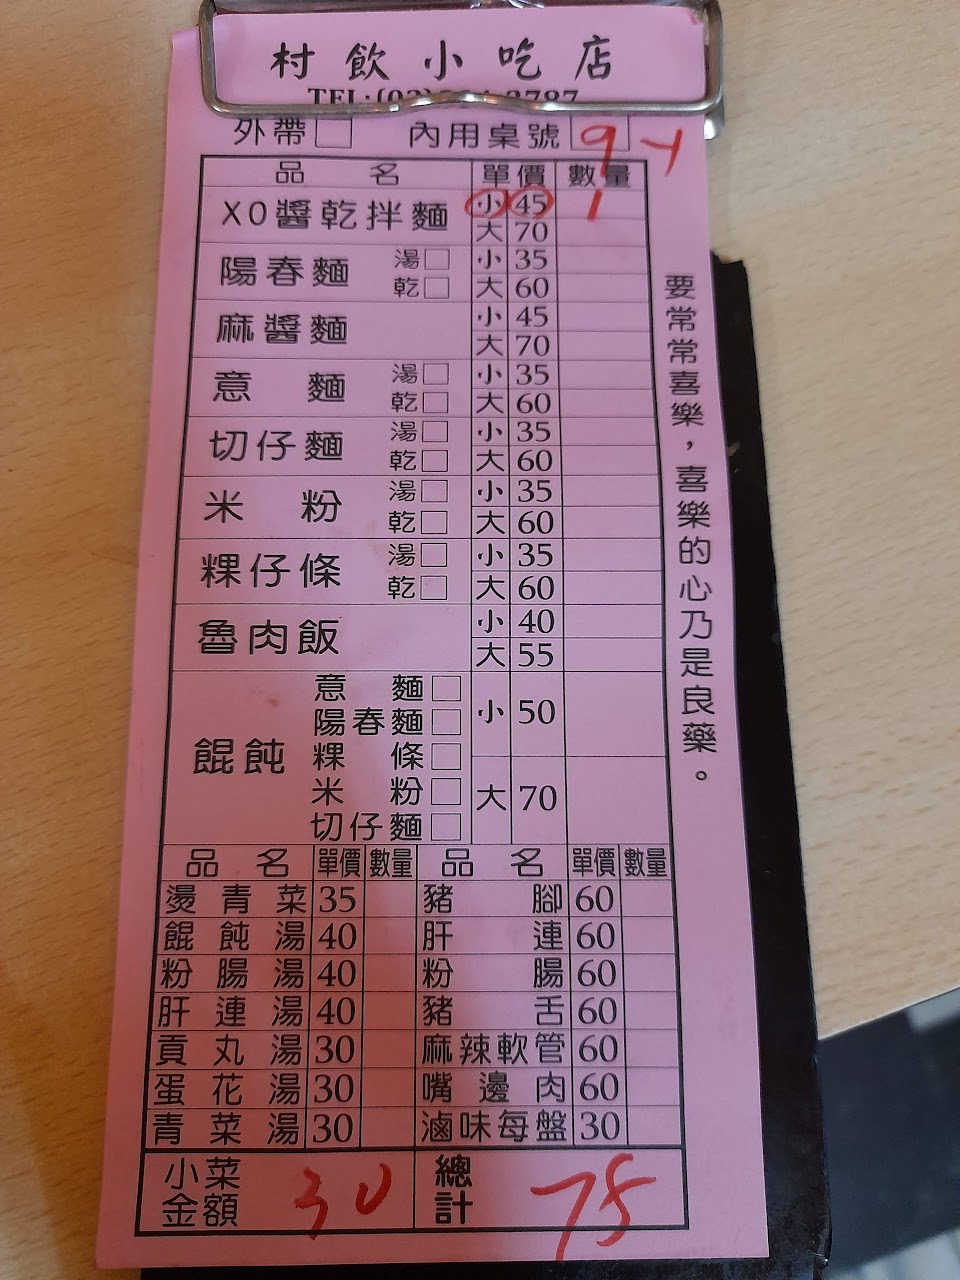 村飲小吃店
外帶□ 內用桌號 9
品名 單價 數量
XO醬乾拌麵 小 45 1
大 70
陽春麵 湯□ 小 35
乾□ 大 60
麻醬麵 小 45
大 70
意麵 湯□ 小 35
乾□ 大 60
切仔麵 湯□ 小 35
乾□ 大 60
米粉 湯□ 小 35
乾□ 大 60
粿仔條 湯□ 小 35
乾□ 大 60
魯肉飯 小 40
大 55
餛飩 意麵□ 小 50
陽春麵□
粿條□
米粉□ 大 70
切仔麵□
品名 單價 數量 品名 單價 數量
燙青菜 35 豬腳 60
餛飩湯 40 肝連 60
粉腸湯 40 粉腸 60
肝連湯 40 豬舌 60
貢丸湯 30 麻辣軟管 60
蛋花湯 30 嘴邊肉 60
青菜湯 30 滷味每盤 30
小菜金額 30 總計 75
要常常喜樂，喜樂的心乃是良藥。